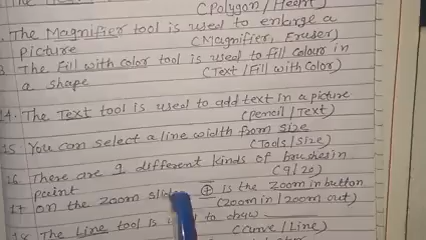 (Polygon / Heart)
The Magnifier tool is used to enlarge a
picture (Magnifier, Eraser)
The Fill with color tool is used to fill colour in
a shape (Text / Fill with Color)
14. The Text tool is used to add text in a picture
(pencil / Text)
15. You can select a line width from size
(Tools / size)
16. There are 9 different kinds of brushes in
paint (9 / 20)
17 on the zoom slider ⊕ is the zoom in button
(zoom in / zoom out)
18. The Line tool is to draw
(Curve / Line)